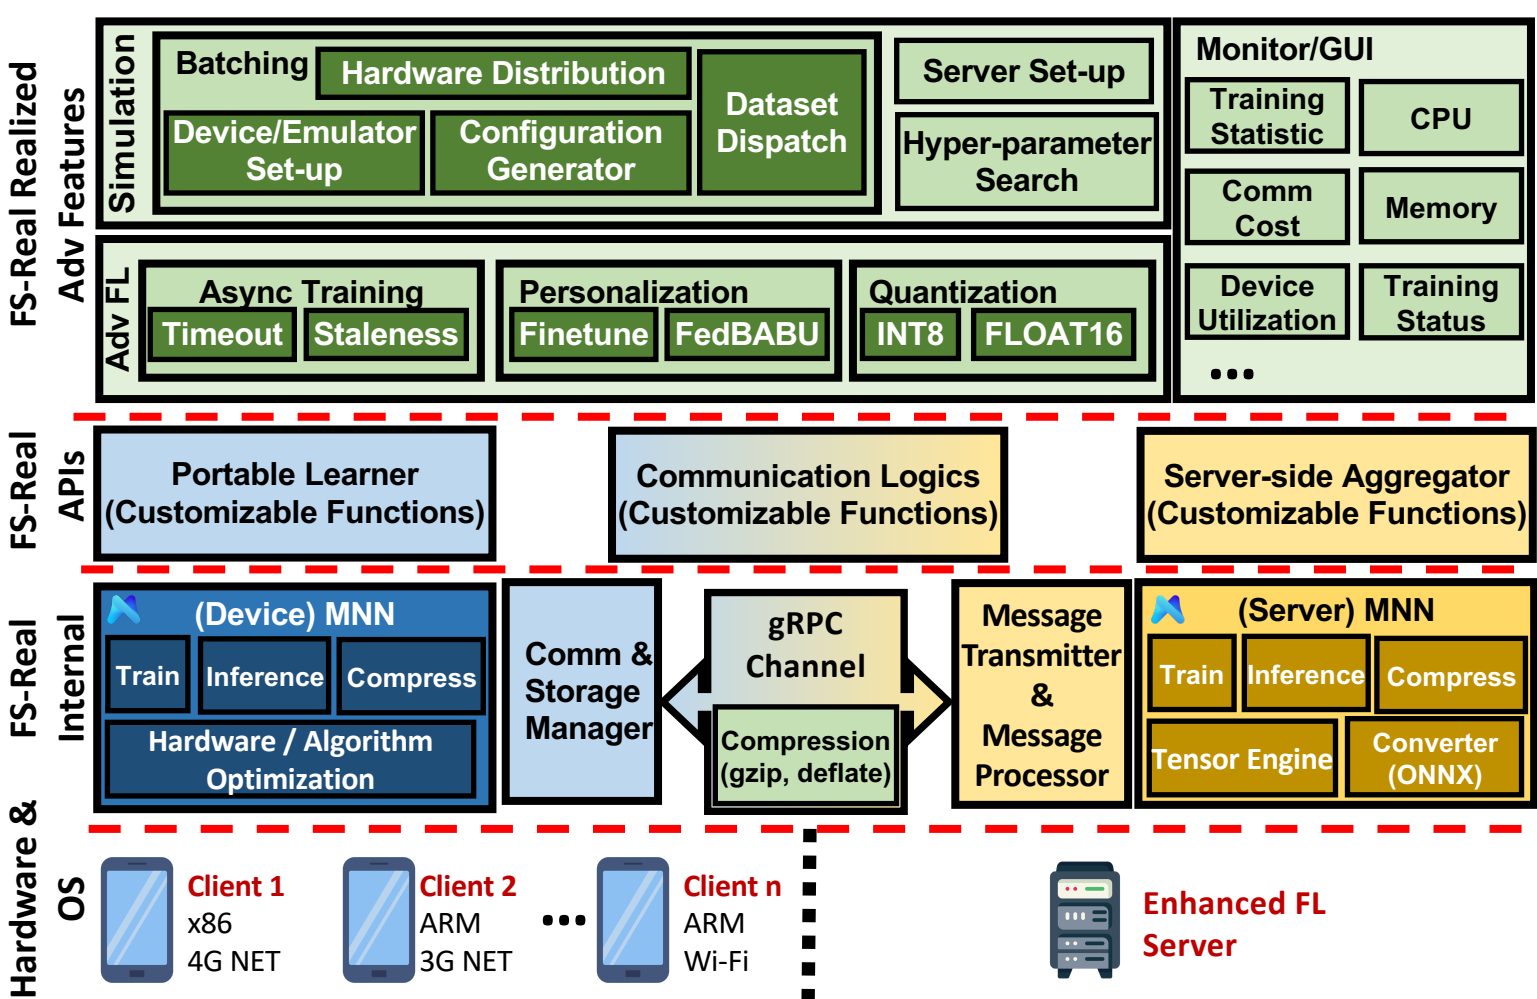 FS-Real Realized
Adv Features
Simulation
Batching
Hardware Distribution
Device/Emulator
Set-up
Configuration
Generator
Dataset
Dispatch
Server Set-up
Hyper-parameter
Search
Monitor/GUI
Training
Statistic
CPU
Comm
Cost
Memory
Device
Utilization
Training
Status
...
Adv FL
Async Training
Timeout
Staleness
Personalization
Finetune
FedBABU
Quantization
INT8
FLOAT16
FS-Real
APIs
Portable Learner
(Customizable Functions)
Communication Logics
(Customizable Functions)
Server-side Aggregator
(Customizable Functions)
FS-Real
Internal
(Device) MNN
Train
Inference
Compress
Hardware / Algorithm
Optimization
Comm &
Storage
Manager
gRPC
Channel
Compression
(gzip, deflate)
Message
Transmitter
&
Message
Processor
(Server) MNN
Train
Inference
Compress
Tensor Engine
Converter
(ONNX)
Hardware &
OS
Client 1
x86
4G NET
Client 2
ARM
3G NET
...
Client n
ARM
Wi-Fi
Enhanced FL
Server